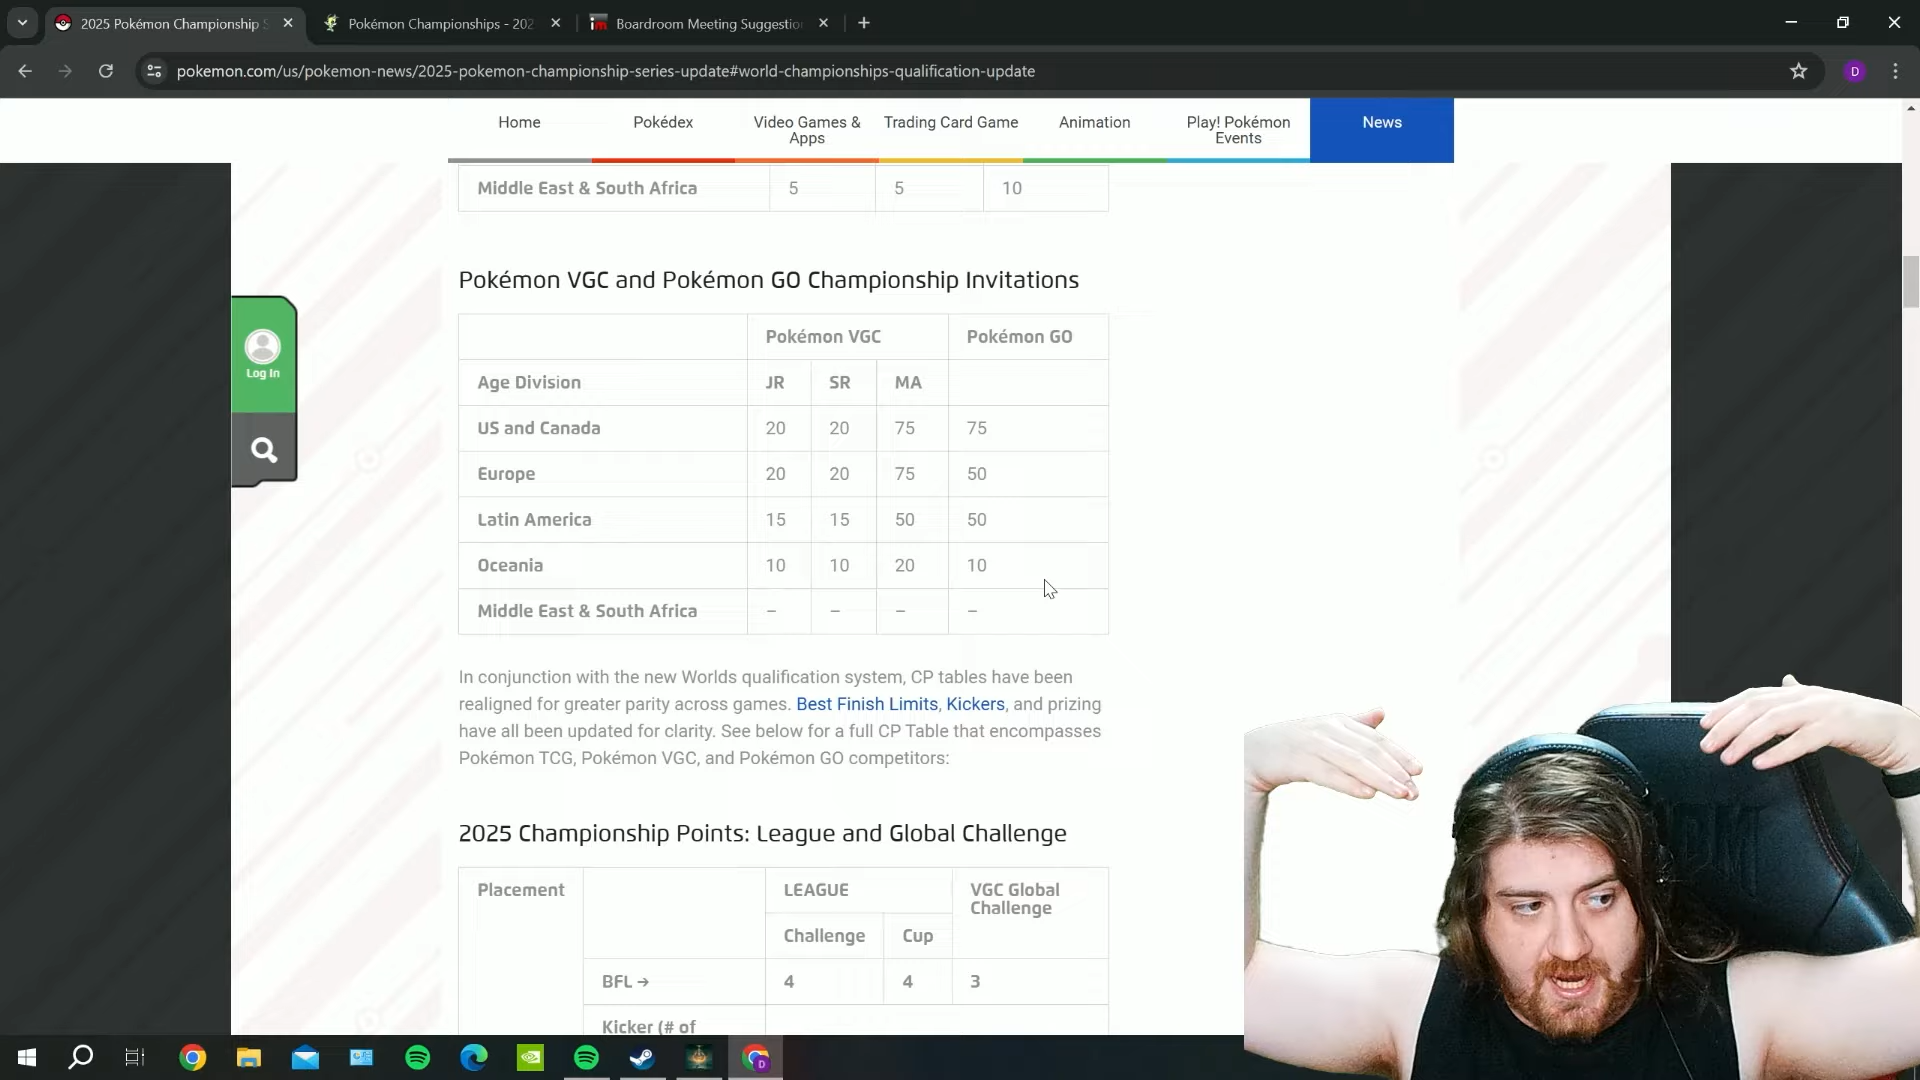 2025 Pokémon Championship S
Pokémon Championships - 202
Boardroom Meeting Suggestion
pokemon.com/us/pokemon-news/2025-pokemon-championship-series-update#world-championships-qualification-update
D
Home
Pokédex
Video Games & Apps
Trading Card Game
Animation
Play! Pokémon Events
News
Middle East & South Africa 5 5 10
Log In
Pokémon VGC and Pokémon GO Championship Invitations
Pokémon VGC Pokémon GO
Age Division JR SR MA
US and Canada 20 20 75 75
Europe 20 20 75 50
Latin America 15 15 50 50
Oceania 10 10 20 10
Middle East & South Africa – – – –
In conjunction with the new Worlds qualification system, CP tables have been
realigned for greater parity across games. Best Finish Limits, Kickers, and prizing
have all been updated for clarity. See below for a full CP Table that encompasses
Pokémon TCG, Pokémon VGC, and Pokémon GO competitors:
2025 Championship Points: League and Global Challenge
Placement LEAGUE VGC Global Challenge
Challenge Cup
BFL → 4 4 3
Kicker (# of